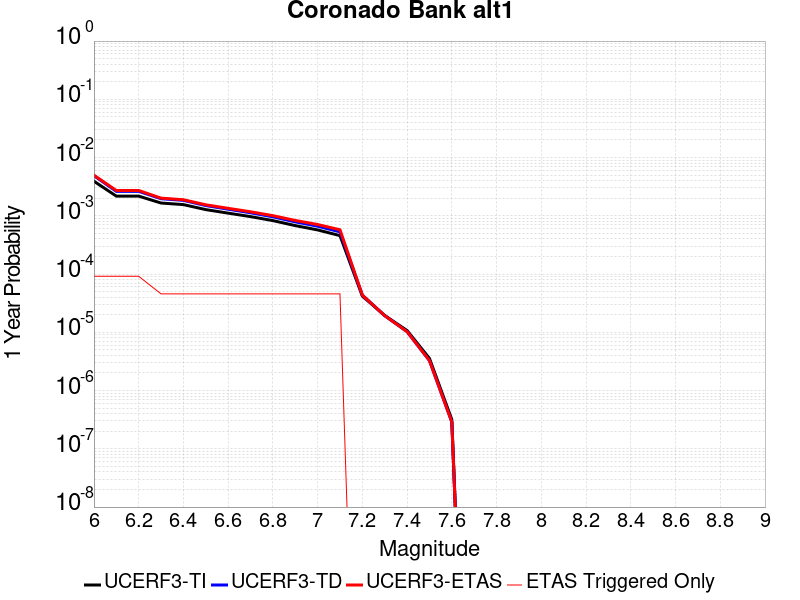 Coronado Bank alt1
10^0
10^-1
10^-2
10^-3
10^-4
10^-5
10^-6
10^-7
10^-8
1 Year Probability
6 6.2 6.4 6.6 6.8 7 7.2 7.4 7.6 7.8 8 8.2 8.4 8.6 8.8 9
Magnitude
UCERF3-TI UCERF3-TD UCERF3-ETAS ETAS Triggered Only